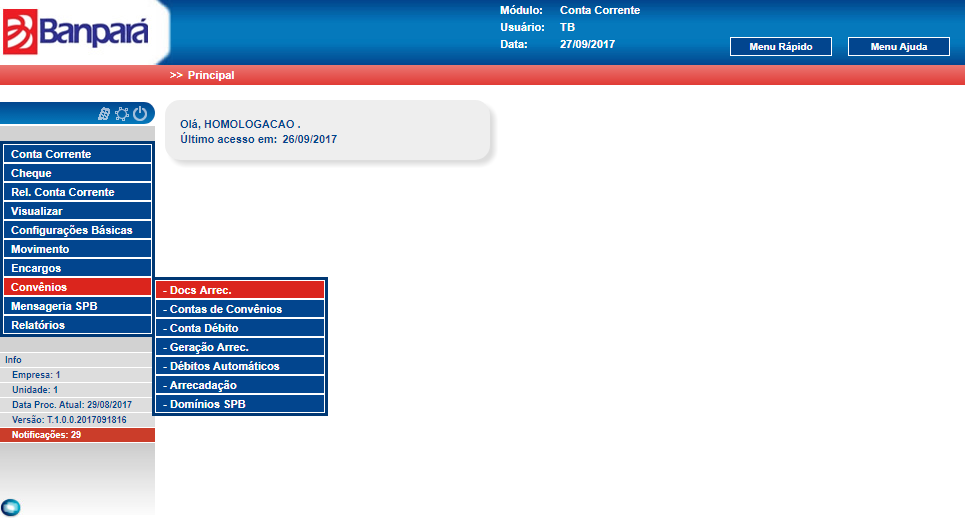 Banpará
Módulo: Conta Corrente
Usuário: TB
Data: 27/09/2017
Menu Rápido
Menu Ajuda
>> Principal
Olá, HOMOLOGACAO .
Último acesso em: 26/09/2017
Conta Corrente
Cheque
Rel. Conta Corrente
Visualizar
Configurações Básicas
Movimento
Encargos
Convênios
Mensageria SPB
Relatórios
- Docs Arrec.
- Contas de Convênios
- Conta Débito
- Geração Arrec.
- Débitos Automáticos
- Arrecadação
- Domínios SPB
Info
Empresa: 1
Unidade: 1
Data Proc. Atual: 29/08/2017
Versão: T.1.0.0.2017091816
Notificações: 29